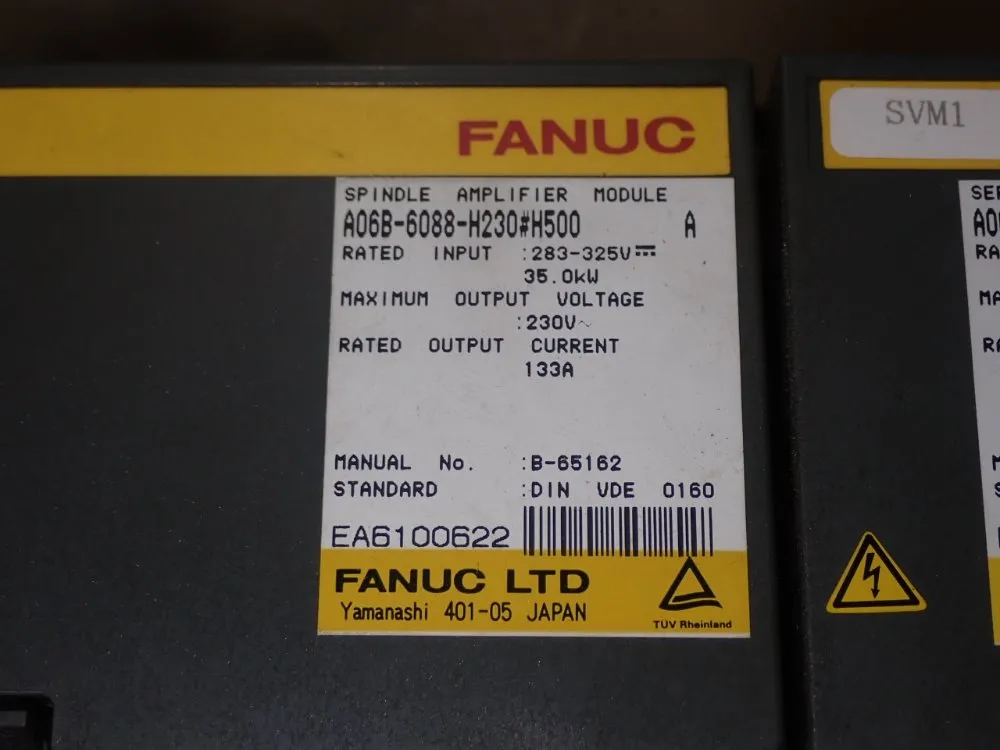 FANUC
SPINDLE AMPLIFIER MODULE
A06B-6088-H230#H500 A
RATED INPUT :283-325V⎓
35.0kW
MAXIMUM OUTPUT VOLTAGE
:230V~
RATED OUTPUT CURRENT
133A
MANUAL No. :B-65162
STANDARD :DIN VDE 0160
EA6100622
FANUC LTD
Yamanashi 401-05 JAPAN
TÜV Rheinland
SVM1